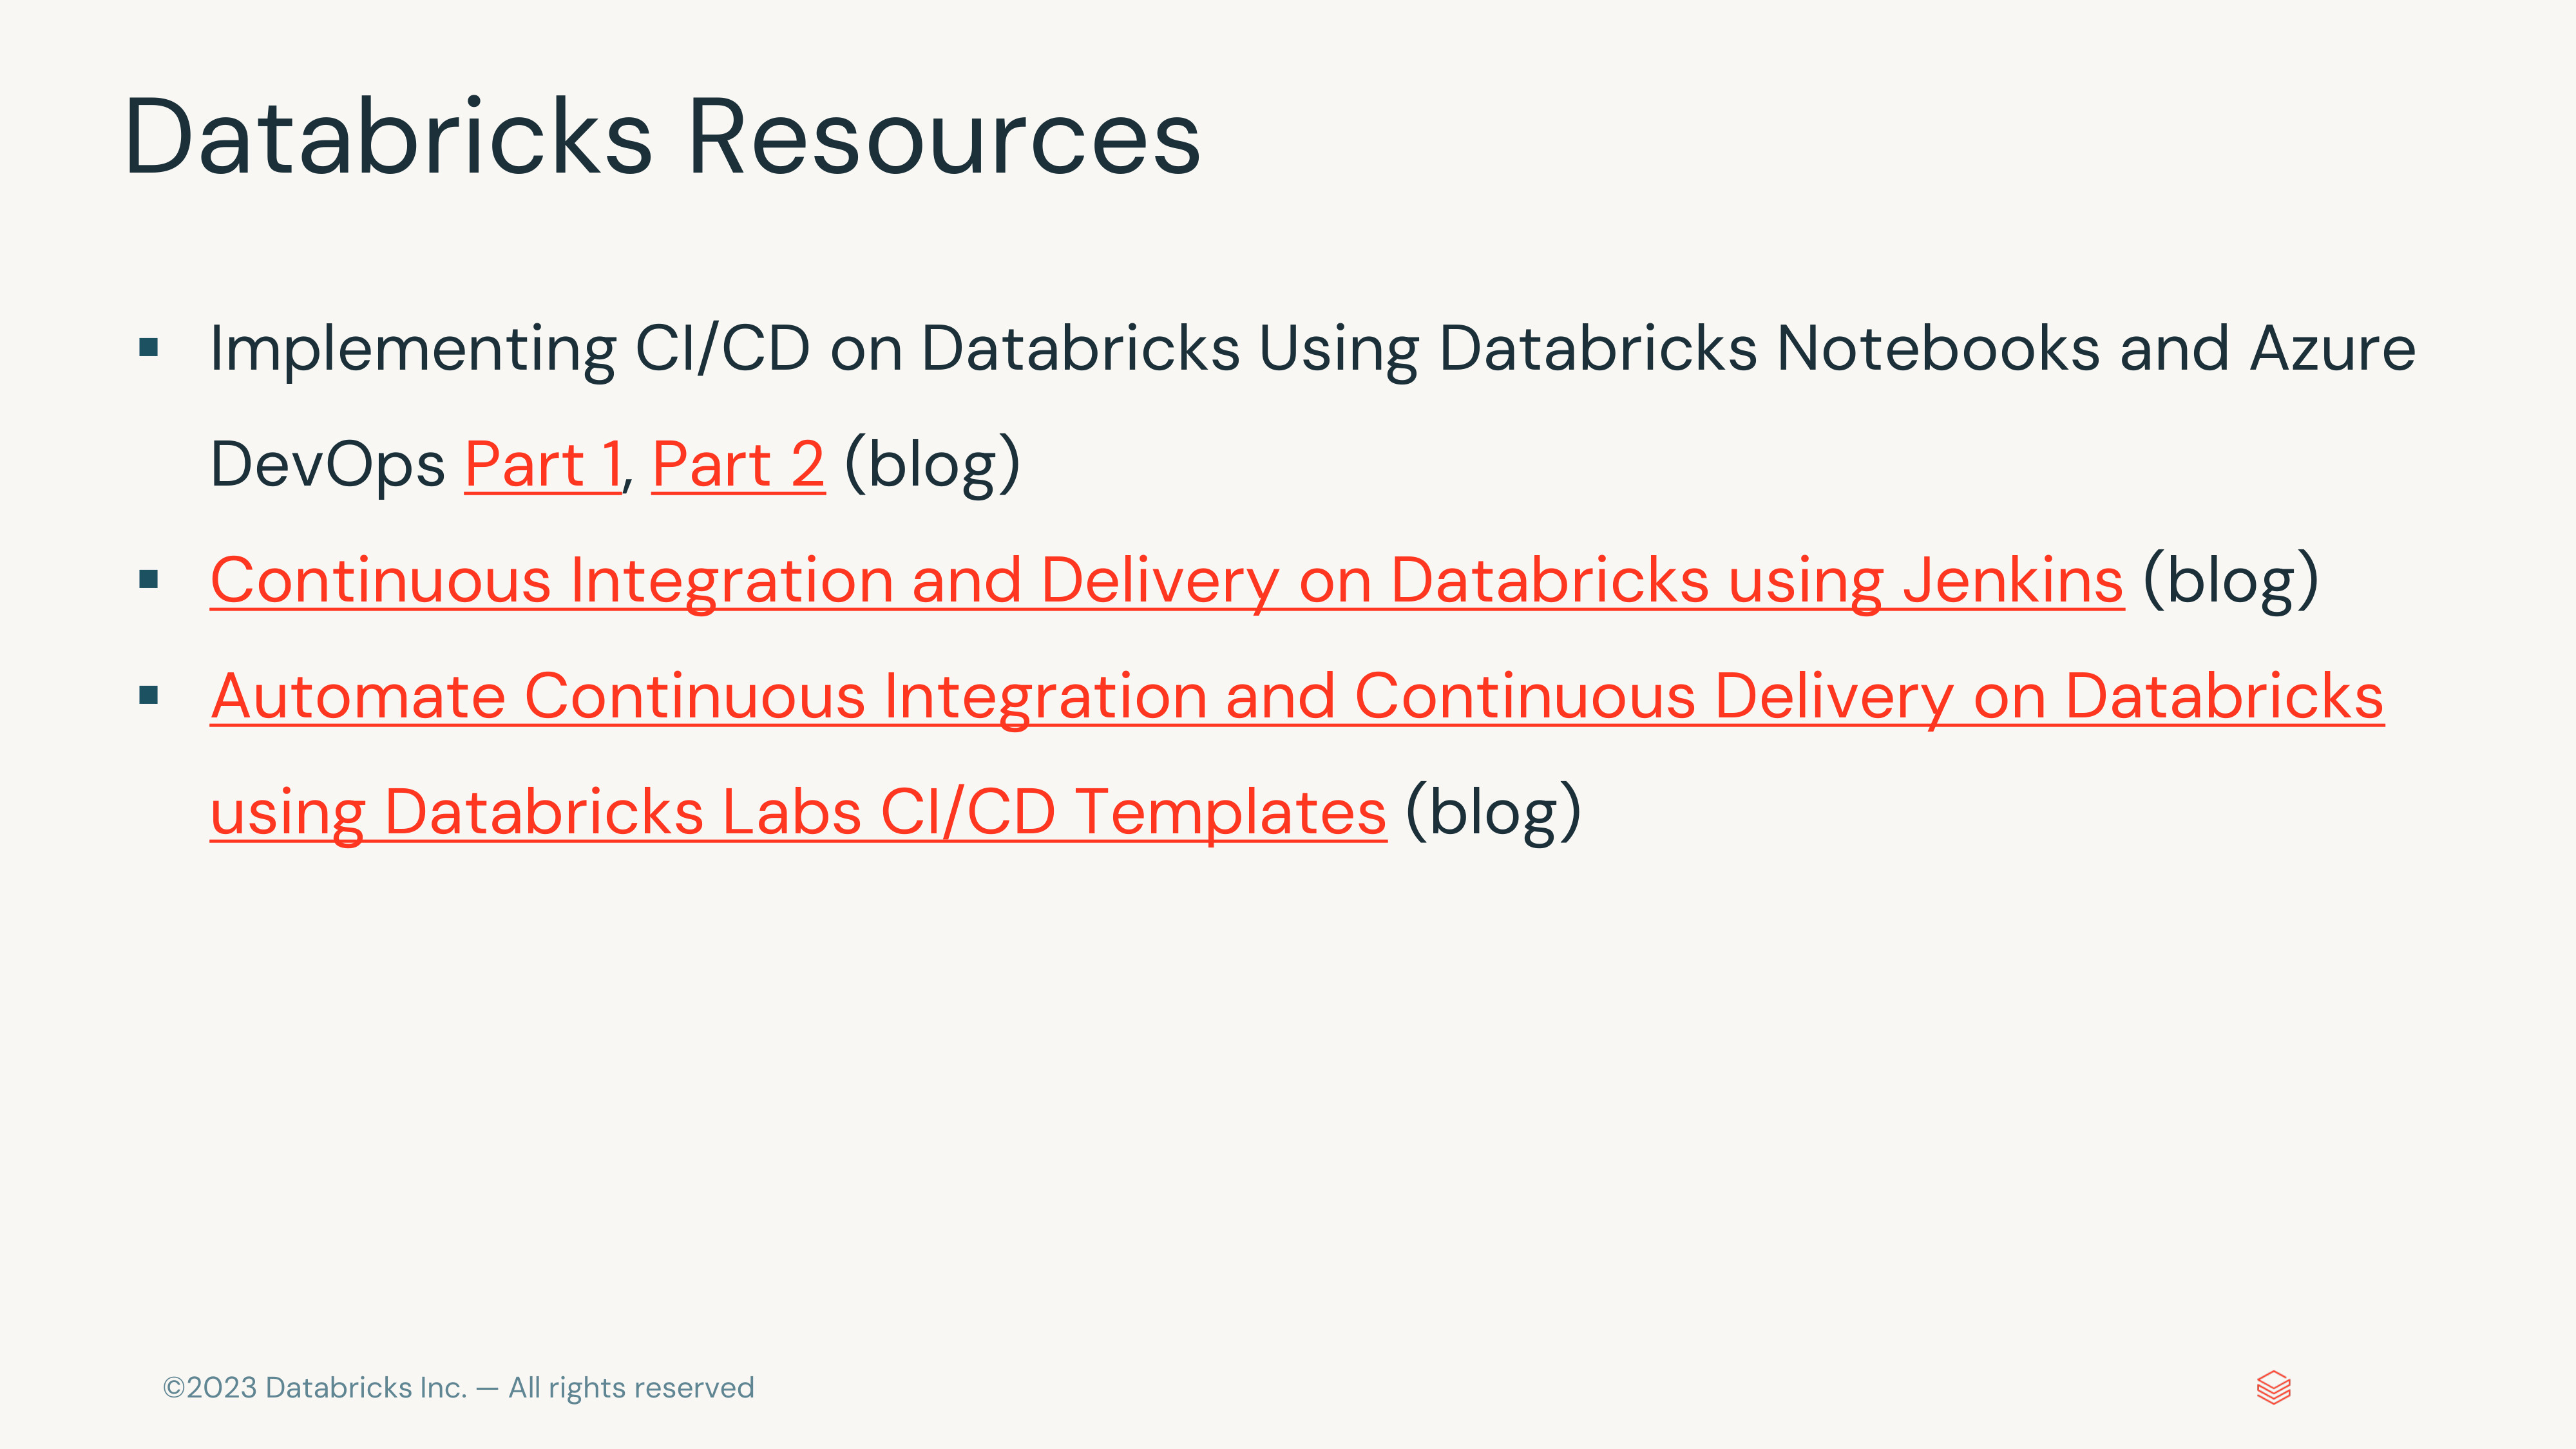 Databricks Resources
▪ Implementing CI/CD on Databricks Using Databricks Notebooks and Azure
DevOps Part 1, Part 2 (blog)
▪ Continuous Integration and Delivery on Databricks using Jenkins (blog)
▪ Automate Continuous Integration and Continuous Delivery on Databricks
using Databricks Labs CI/CD Templates (blog)
©2023 Databricks Inc. — All rights reserved